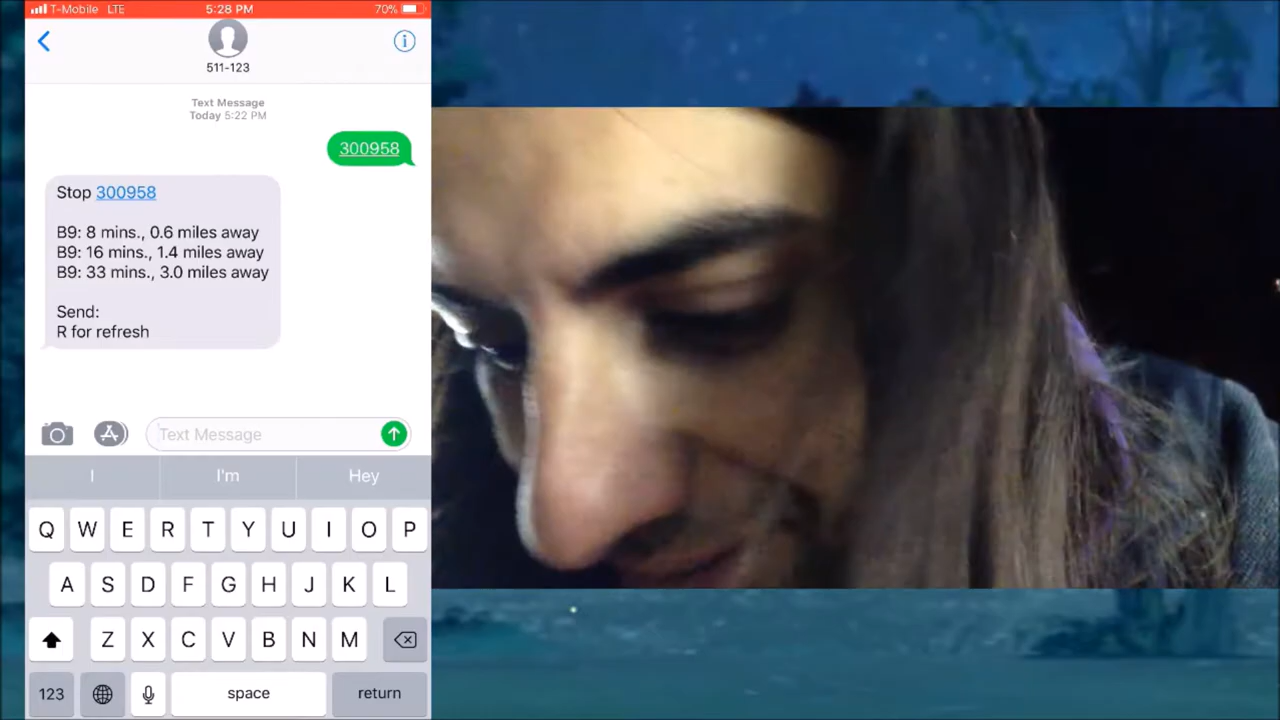 T-Mobile LTE 5:28 PM 70%
511-123
Text Message
Today 5:22 PM
300958
Stop 300958
B9: 8 mins., 0.6 miles away
B9: 16 mins., 1.4 miles away
B9: 33 mins., 3.0 miles away
Send:
R for refresh
Text Message
I I'm Hey
Q W E R T Y U I O P
A S D F G H J K L
Z X C V B N M
123 space return